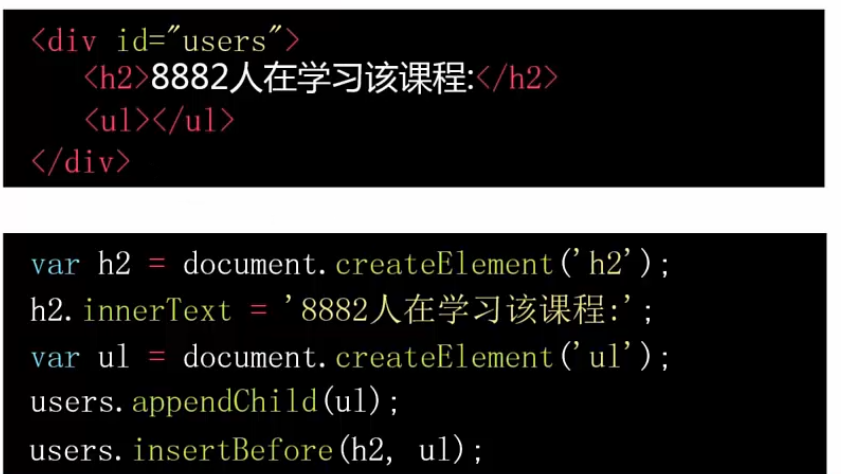 <div id="users">
<h2>8882人在学习该课程:</h2>
<ul></ul>
</div>
var h2 = document.createElement('h2');
h2.innerText = '8882人在学习该课程:';
var ul = document.createElement('ul');
users.appendChild(ul);
users.insertBefore(h2, ul);